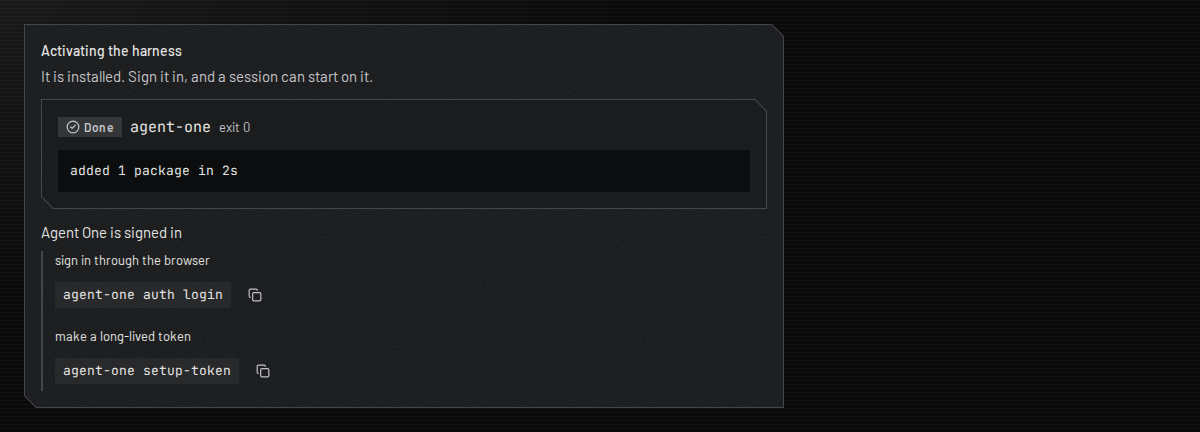 Activating the harness
It is installed. Sign it in, and a session can start on it.
Done agent-one exit 0
added 1 package in 2s
Agent One is signed in
sign in through the browser
agent-one auth login
make a long-lived token
agent-one setup-token